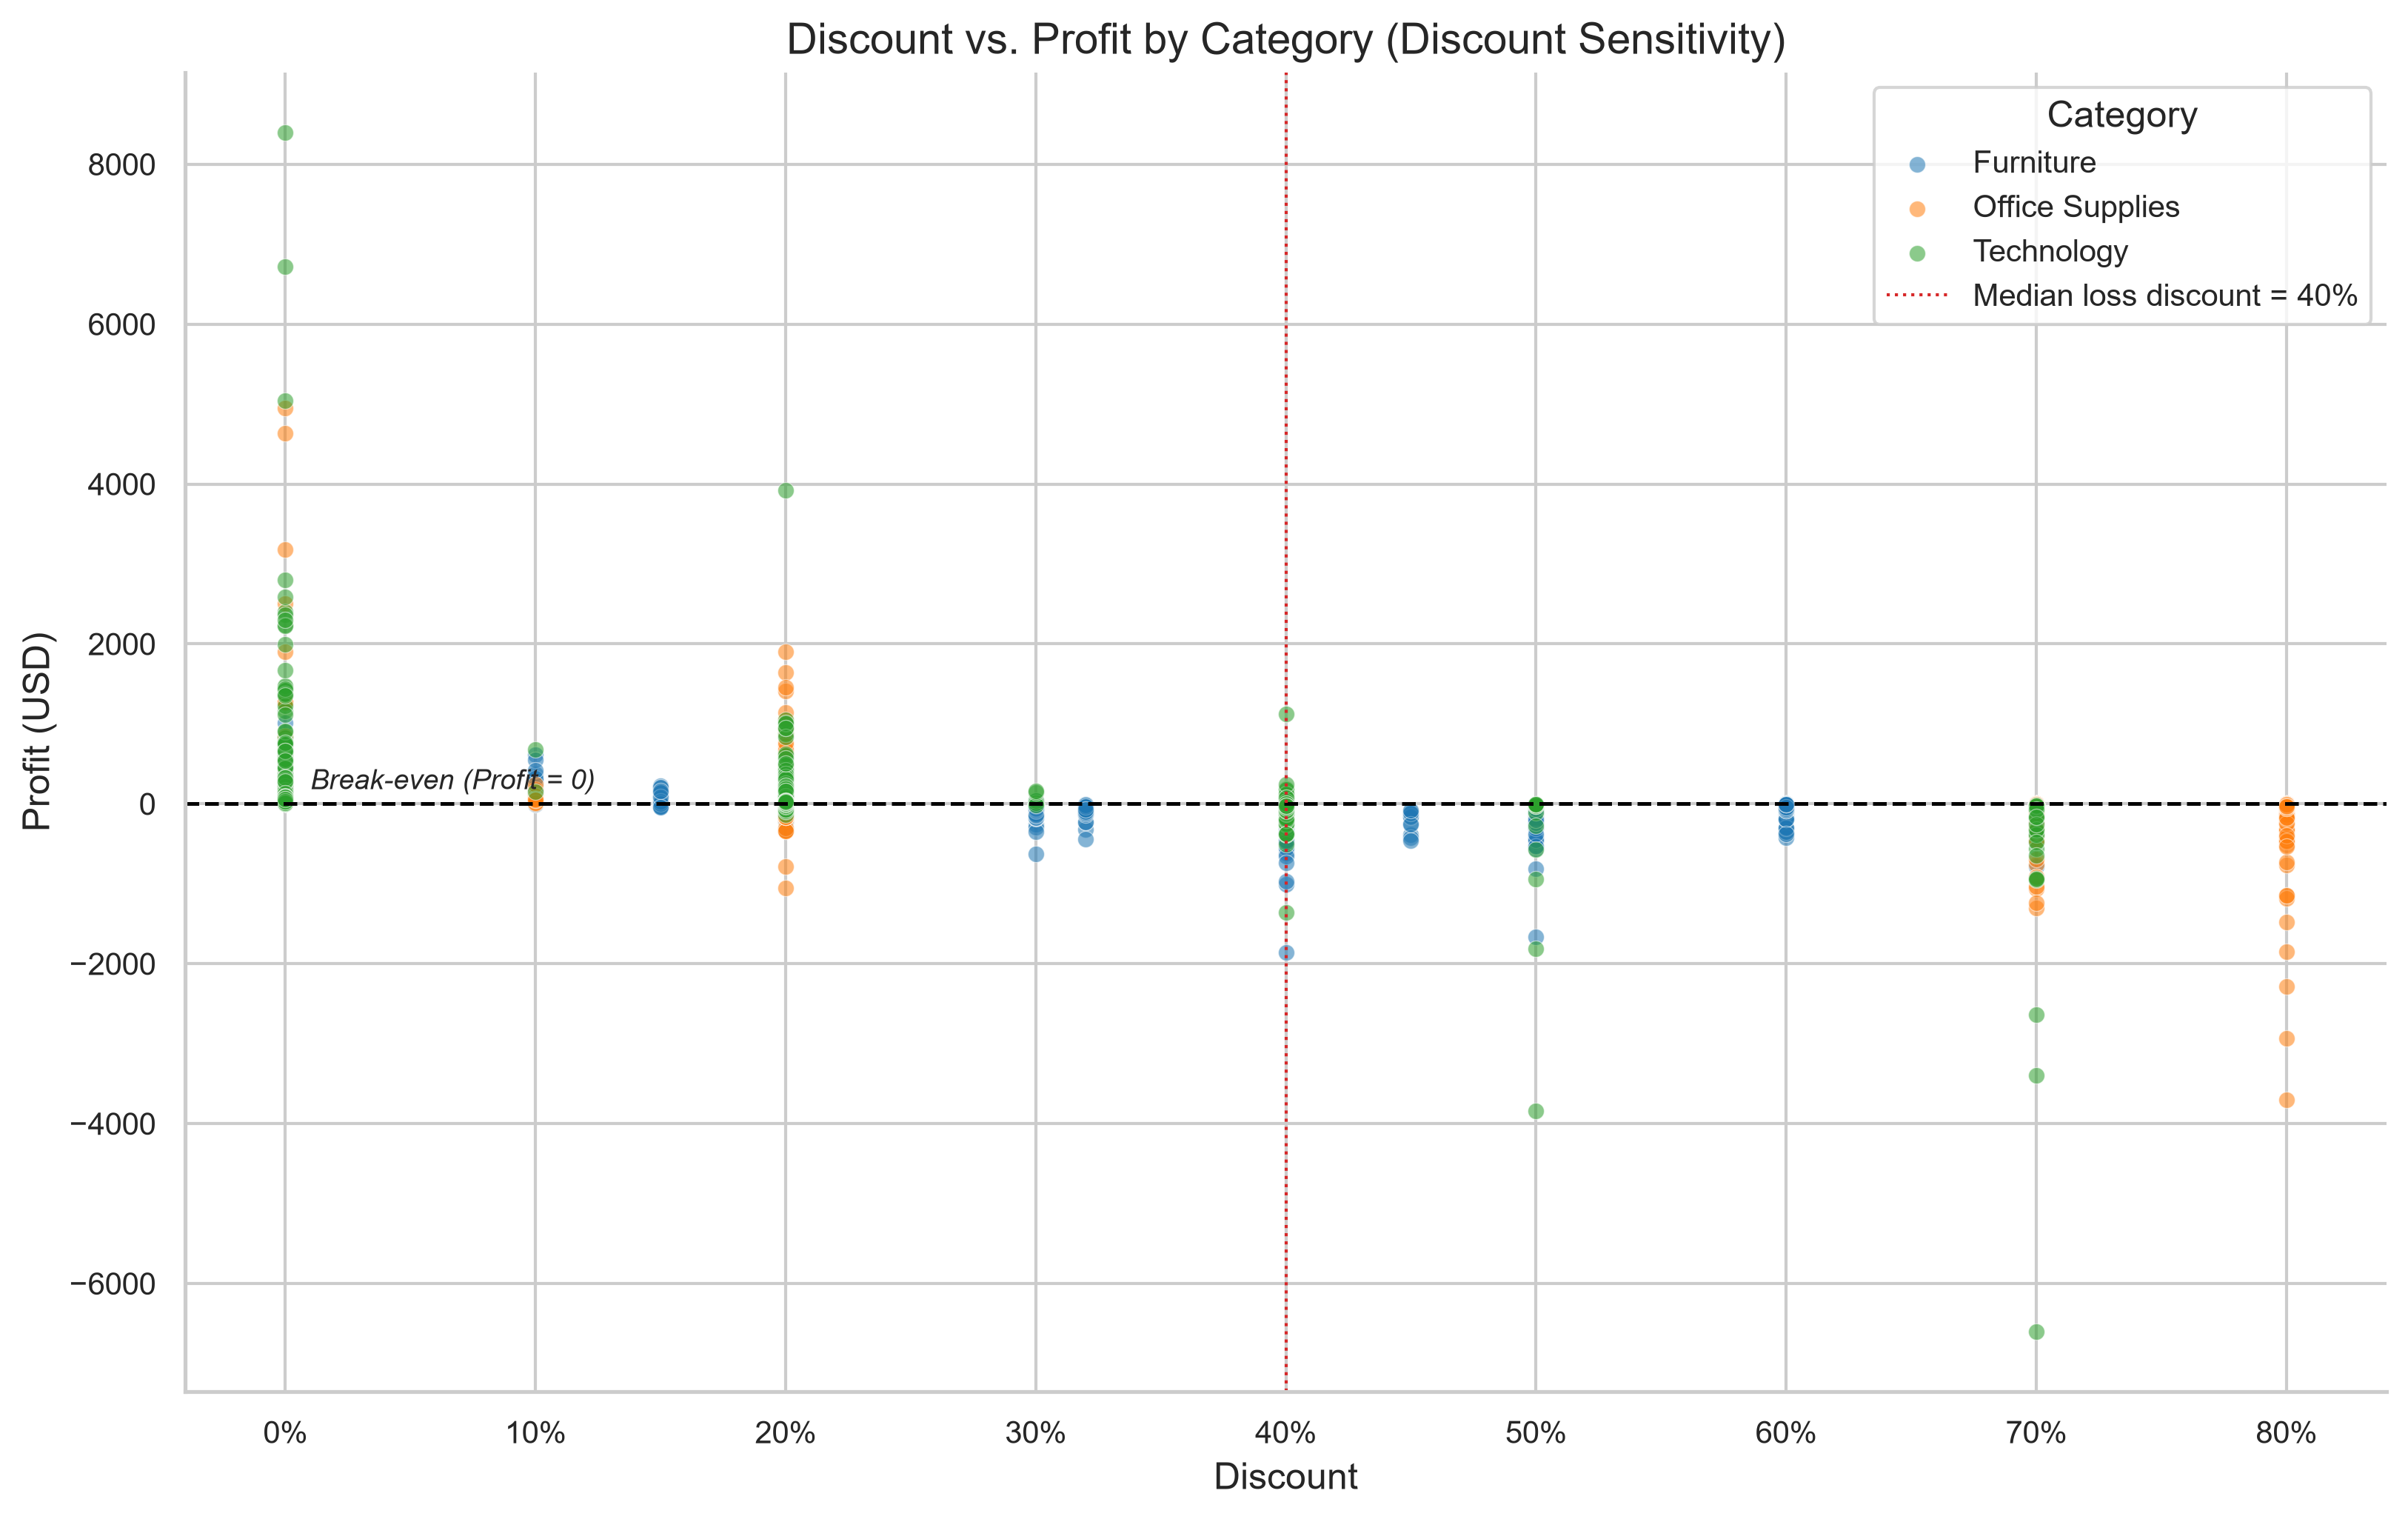 Discount vs. Profit by Category (Discount Sensitivity)
Category
Furniture
Office Supplies
Technology
Median loss discount = 40%
Profit (USD)
8000
6000
4000
2000
0
−2000
−4000
−6000
Break-even (Profit = 0)
0% 10% 20% 30% 40% 50% 60% 70% 80%
Discount